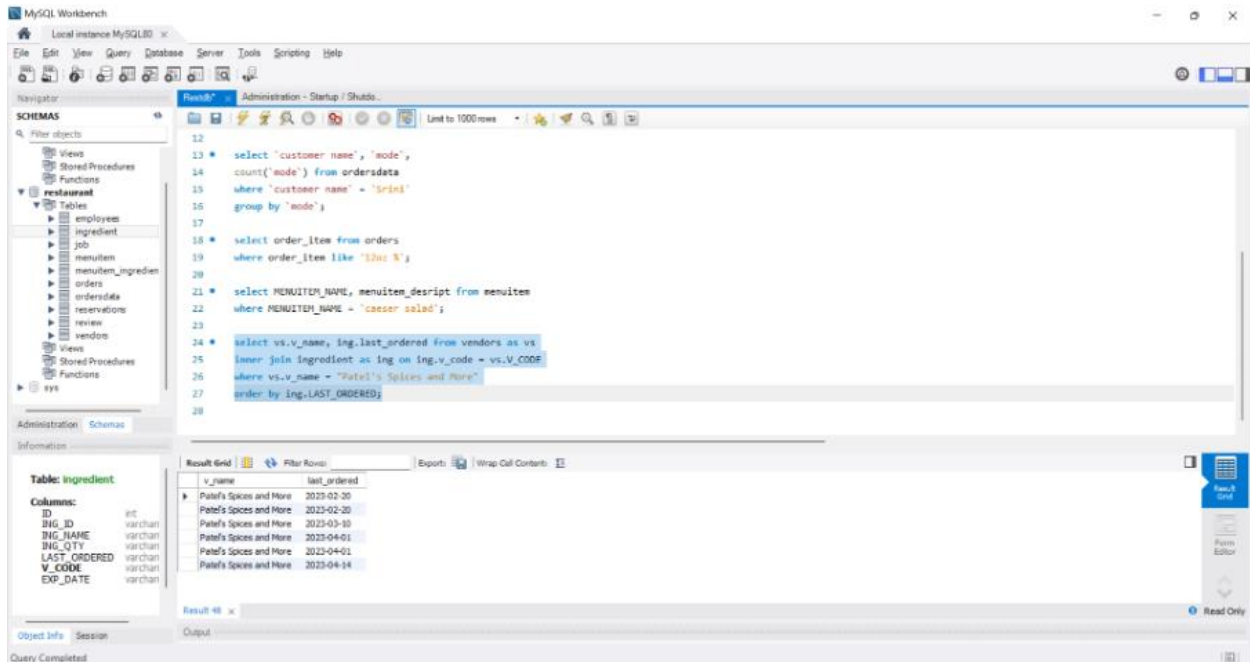 MySQL Workbench
Local instance MySQL80 ×
File Edit View Query Database Server Tools Scripting Help
Navigator
SCHEMAS
Filter objects
Views
Stored Procedures
Functions
restaurant
Tables
employees
ingredient
job
menuitem
menuitem_ingredien
orders
ordersdata
reservations
review
vendors
Views
Stored Procedures
Functions
sys
Administration Schemas
Information
Table: ingredient
Columns:
ID int
ING_ID varchar
ING_NAME varchar
ING_QTY varchar
LAST_ORDERED varchar
V_CODE varchar
EXP_DATE varchar
Object Info Session
Query Completed
Restdb* × Administration - Startup / Shutdo...
Limit to 1000 rows
12
13 select `customer name`, `mode`,
14 count(`mode`) from ordersdata
15 where `customer name` = 'Srini'
16 group by `mode`;
17
18 select order_item from orders
19 where order_item like '12oz %';
20
21 select MENUITEM_NAME, menuitem_desript from menuitem
22 where MENUITEM_NAME = 'caeser salad';
23
24 select vs.v_name, ing.last_ordered from vendors as vs
25 inner join ingredient as ing on ing.v_code = vs.V_CODE
26 where vs.v_name = "Patel's Spices and More"
27 order by ing.LAST_ORDERED;
28
Result Grid Filter Rows: Export: Wrap Cell Content:
v_name last_ordered
Patel's Spices and More 2023-02-20
Patel's Spices and More 2023-02-20
Patel's Spices and More 2023-03-10
Patel's Spices and More 2023-04-01
Patel's Spices and More 2023-04-01
Patel's Spices and More 2023-04-14
Result Grid
Form Editor
Result 48 ×
Read Only
Output